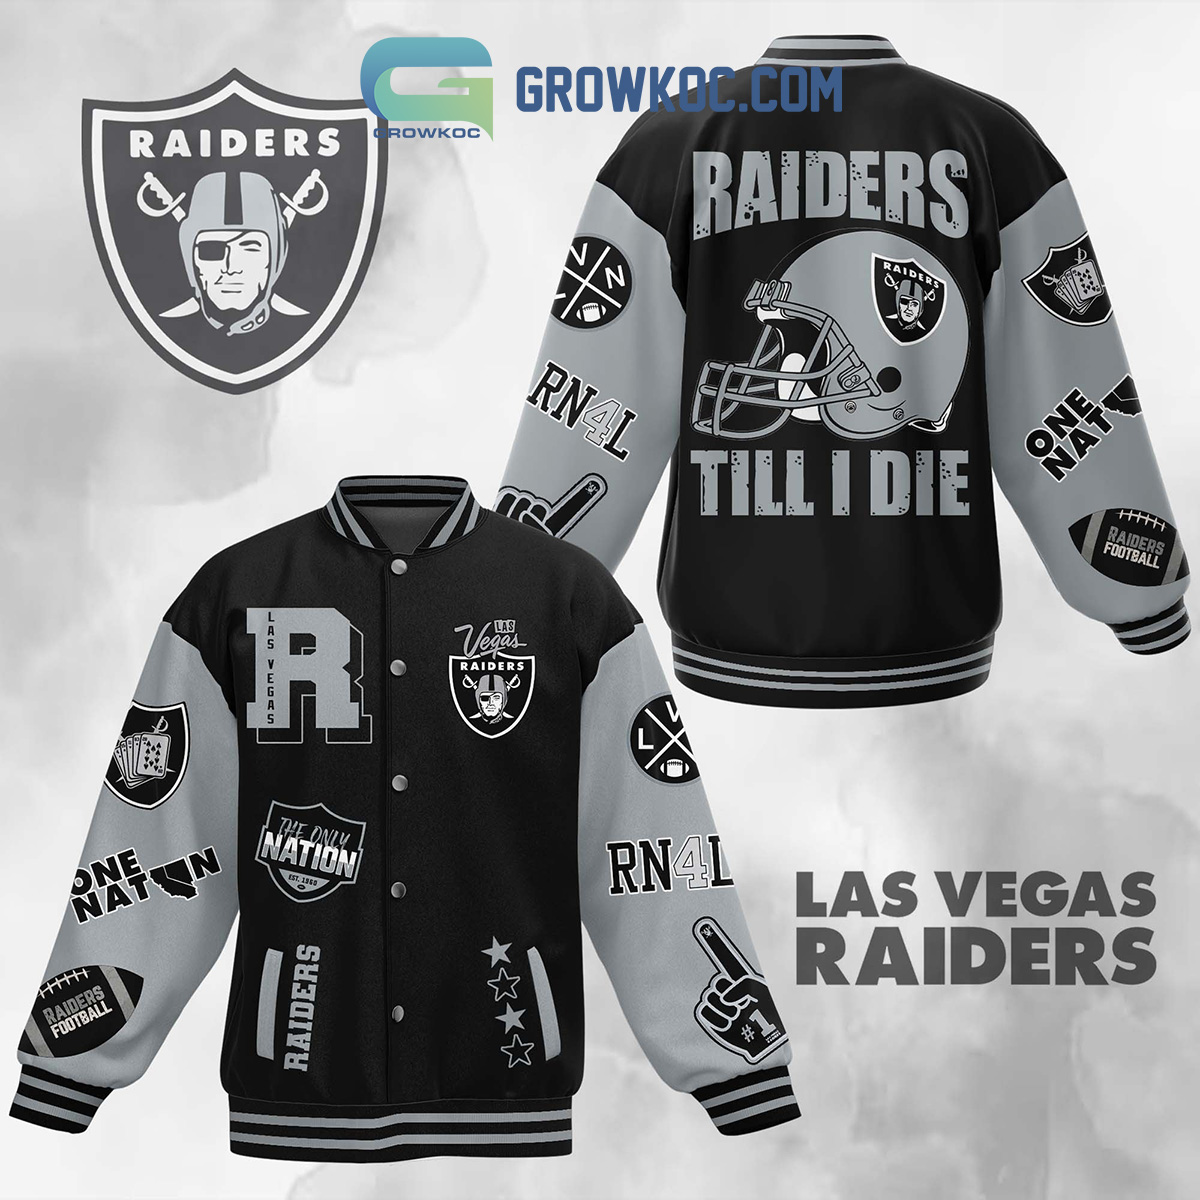 GROWKOC
GROWKOC.COM
RAIDERS
RAIDERS
RAIDERS
TILL I DIE
RN4L
ONE
NAT
RAIDERS
FOOTBALL
R
LAS VEGAS
LAS
Vegas
RAIDERS
THE ONLY
NATION
EST. 1960
RAIDERS
ONE
NATION
RAIDERS
FOOTBALL
L V
RN4L
#1
LAS VEGAS
RAIDERS